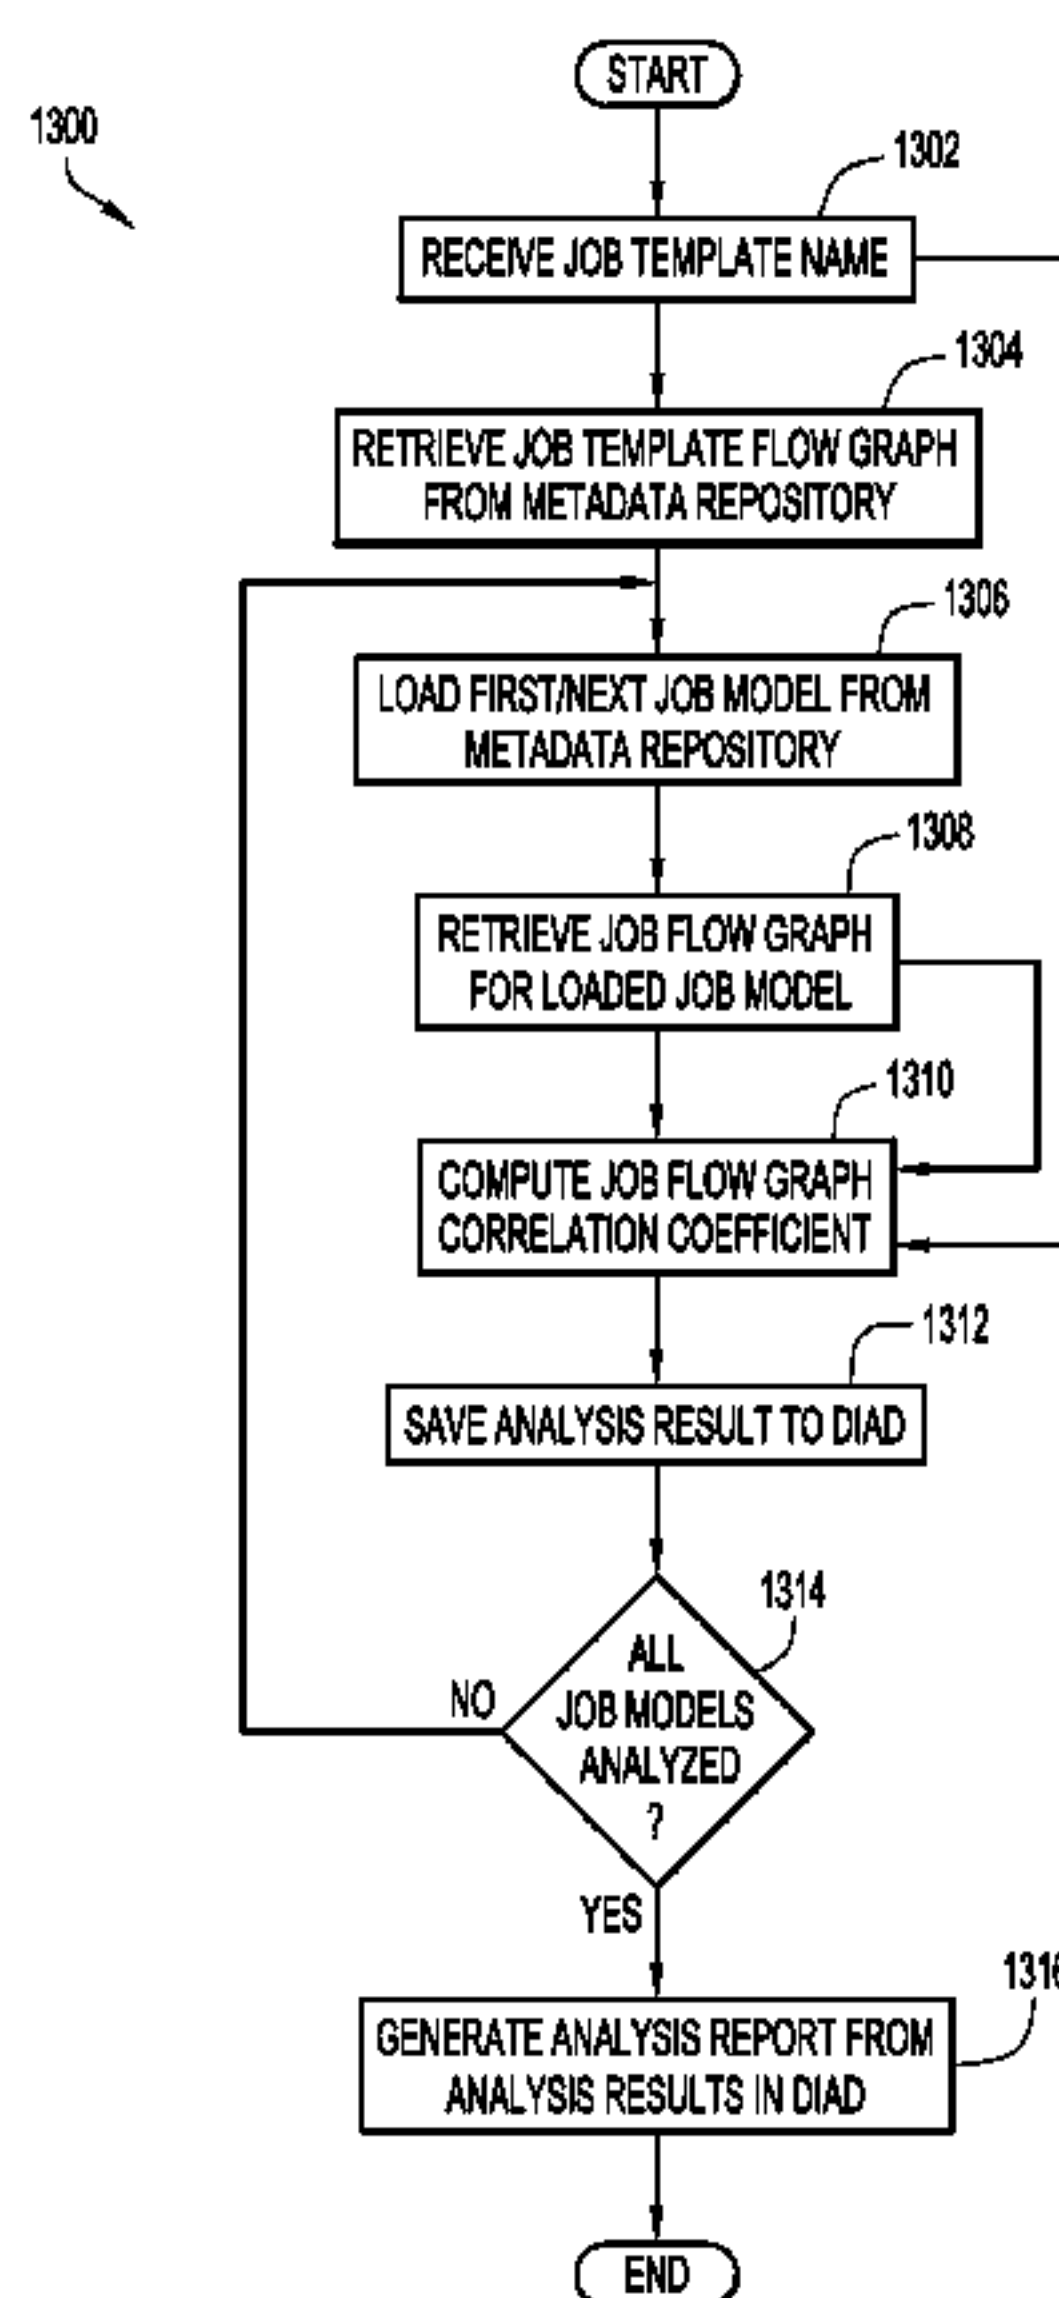 START
1300
1302
RECEIVE JOB TEMPLATE NAME
1304
RETRIEVE JOB TEMPLATE FLOW GRAPH
FROM METADATA REPOSITORY
1306
LOAD FIRST/NEXT JOB MODEL FROM
METADATA REPOSITORY
1308
RETRIEVE JOB FLOW GRAPH
FOR LOADED JOB MODEL
1310
COMPUTE JOB FLOW GRAPH
CORRELATION COEFFICIENT
1312
SAVE ANALYSIS RESULT TO DIAD
1314
ALL
JOB MODELS
ANALYZED
?
NO
YES
1316
GENERATE ANALYSIS REPORT FROM
ANALYSIS RESULTS IN DIAD
END